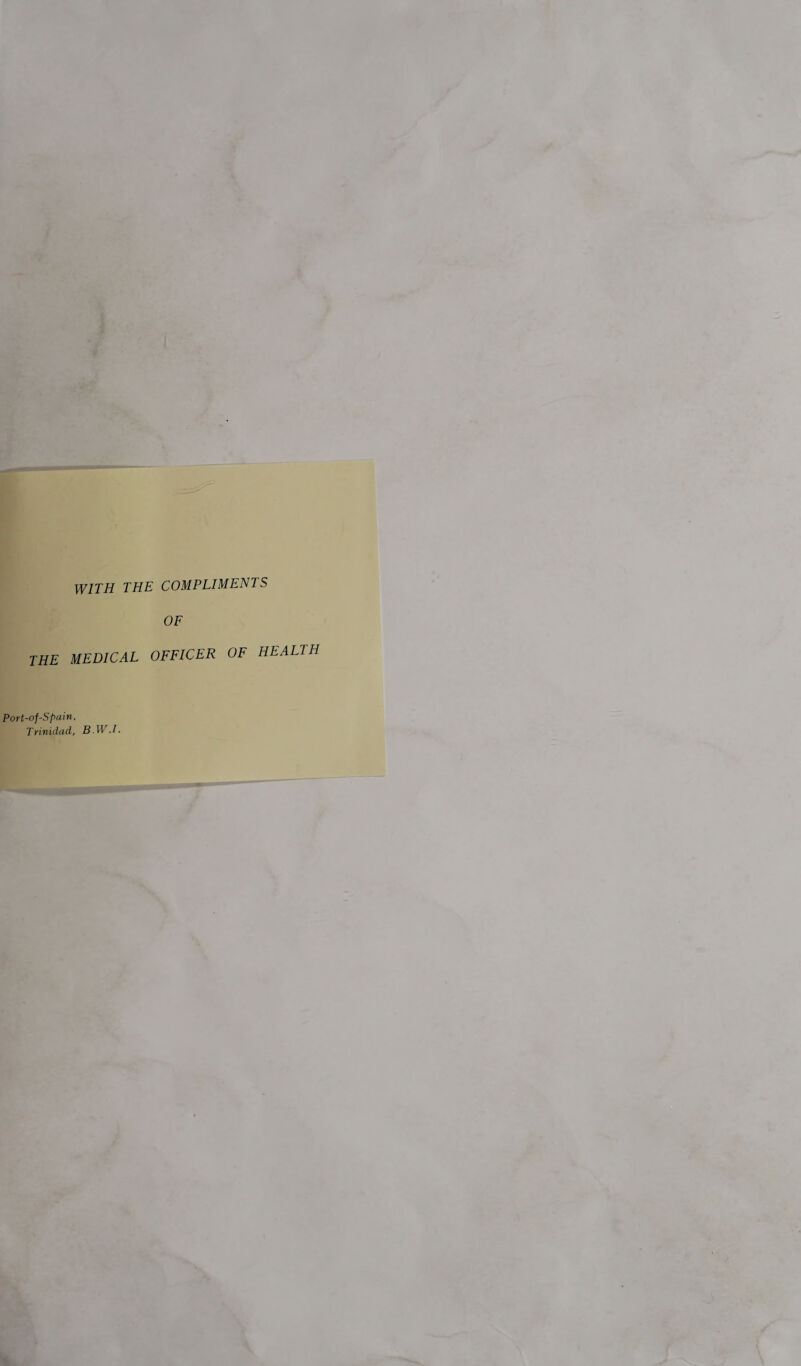 WITH THE COMPLIMENTS
OF
THE MEDICAL OFFICER OF HEALTH
Port-of-Spain,
Trinidad, B.W.I.